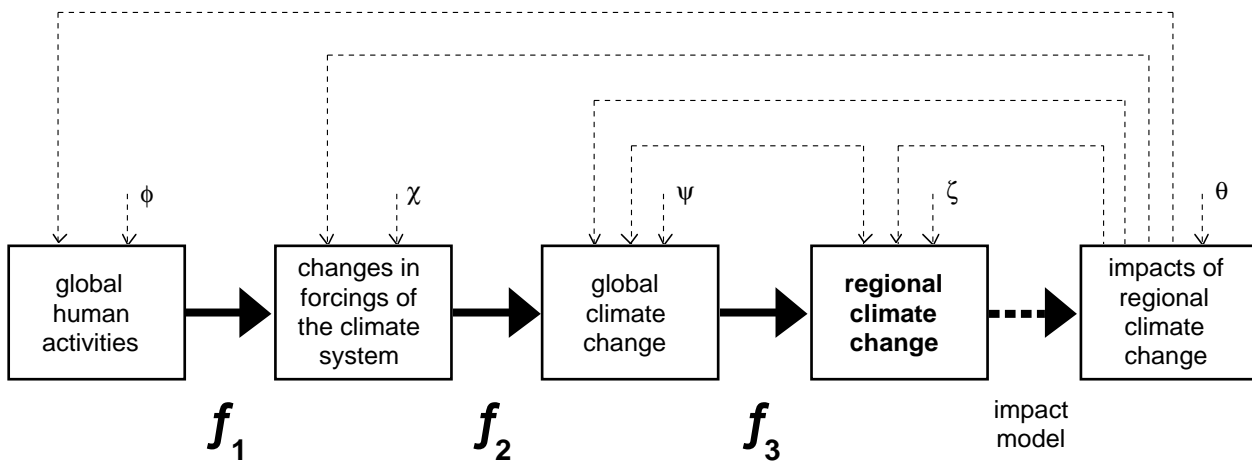 ϕ
χ
ψ
ζ
θ
global
human
activities
changes in
forcings of
the climate
system
global
climate
change
regional
climate
change
impacts of
regional
climate
change
f1
f2
f3
impact
model